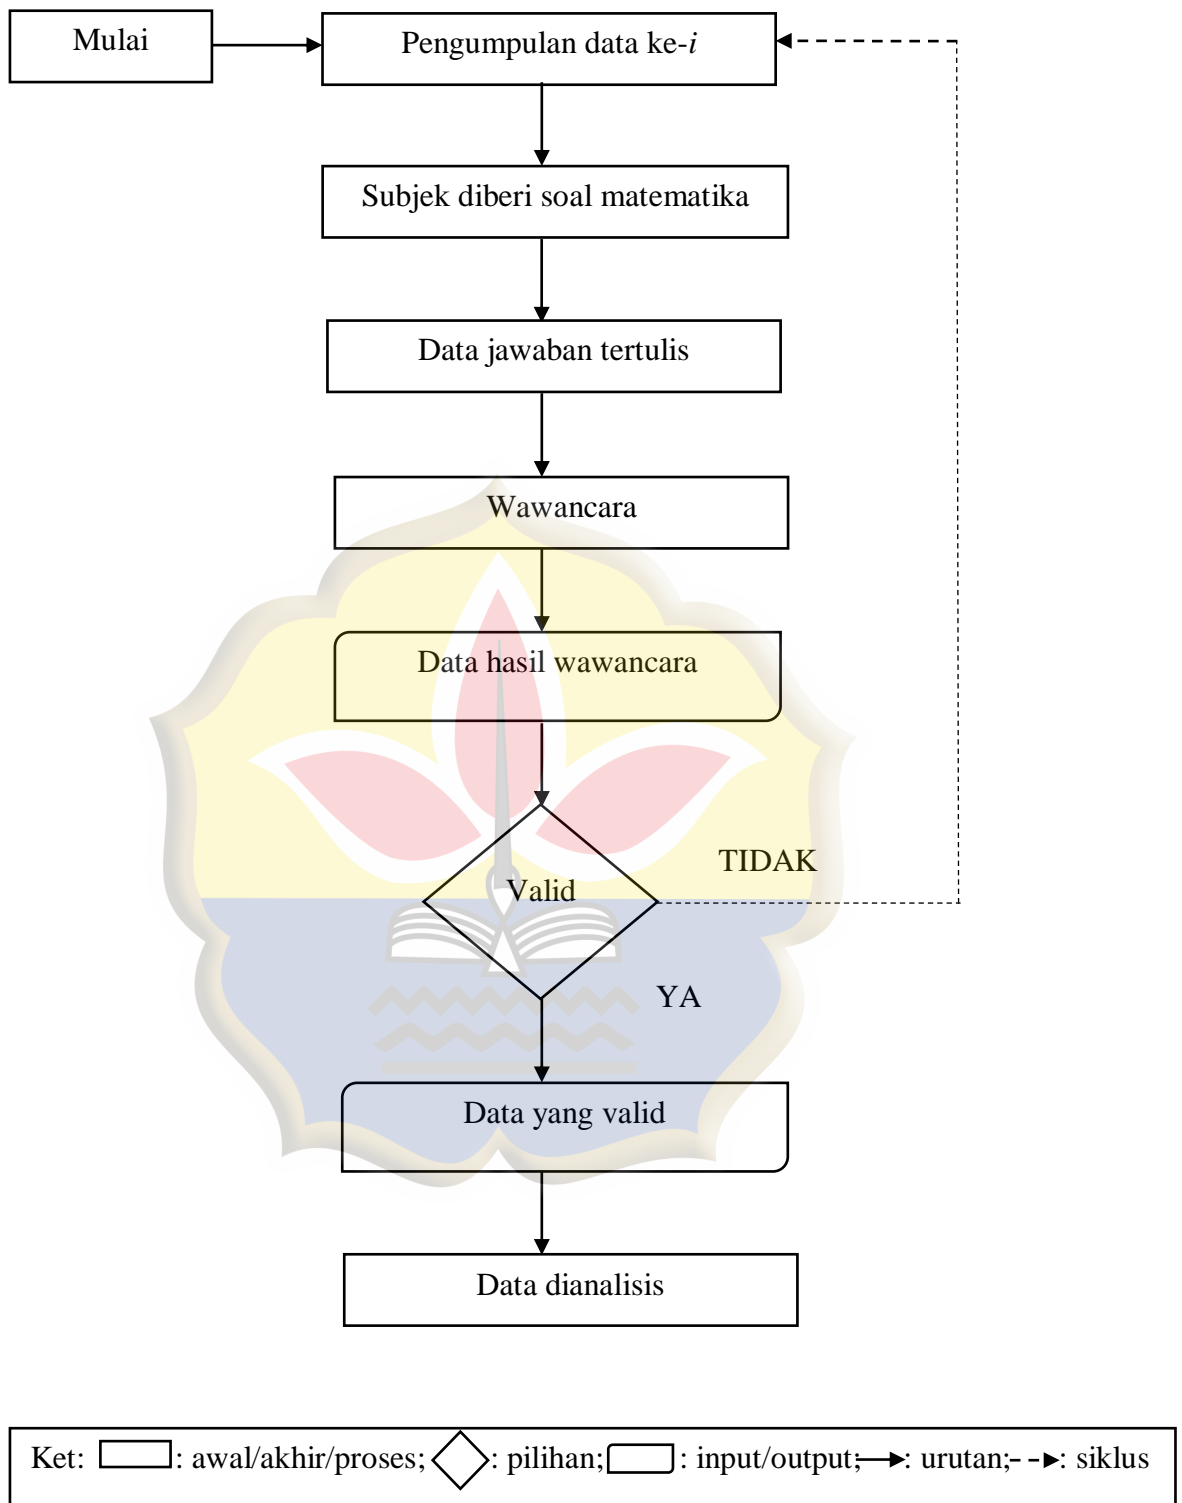 Mulai
Pengumpulan data ke-i
Subjek diberi soal matematika
Data jawaban tertulis
Wawancara
Data hasil wawancara
TIDAK
Valid
YA
Data yang valid
Data dianalisis
Ket: : awal/akhir/proses; : pilihan; : input/output; : urutan; : siklus